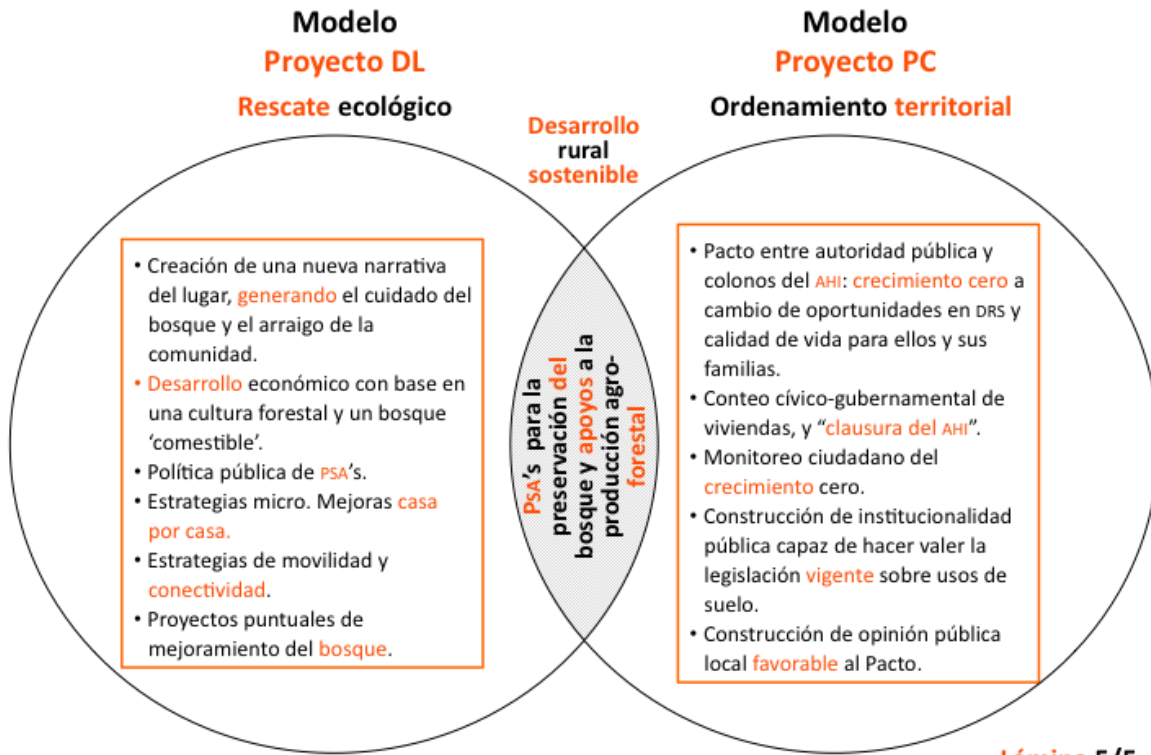 Modelo
Proyecto DL
Rescate ecológico
Modelo
Proyecto PC
Ordenamiento territorial
Desarrollo
rural
sostenible
• Creación de una nueva narrativa
del lugar, generando el cuidado del
bosque y el arraigo de la
comunidad.
• Desarrollo económico con base en
una cultura forestal y un bosque
‘comestible’.
• Política pública de PSA’s.
• Estrategias micro. Mejoras casa
por casa.
• Estrategias de movilidad y
conectividad.
• Proyectos puntuales de
mejoramiento del bosque.
PSA’s para la
preservación del
bosque y apoyos a la
producción agro-
forestal
• Pacto entre autoridad pública y
colonos del AHI: crecimiento cero a
cambio de oportunidades en DRS y
calidad de vida para ellos y sus
familias.
• Conteo cívico-gubernamental de
viviendas, y “clausura del AHI”.
• Monitoreo ciudadano del
crecimiento cero.
• Construcción de institucionalidad
pública capaz de hacer valer la
legislación vigente sobre usos de
suelo.
• Construcción de opinión pública
local favorable al Pacto.
Lámina 5/5